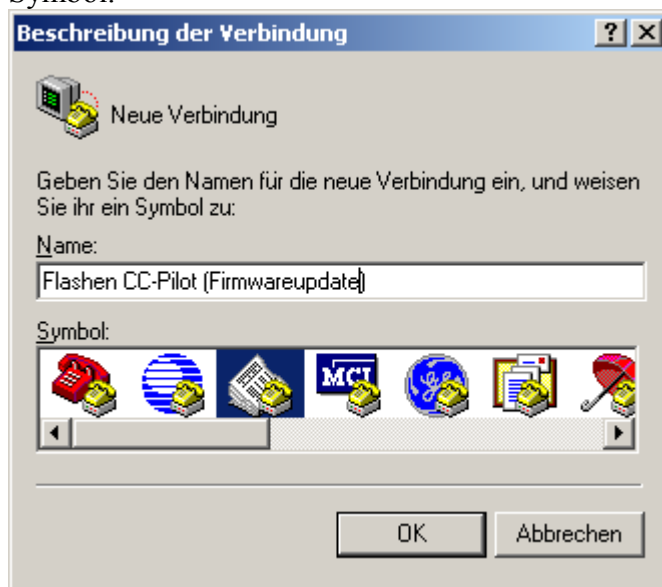 Symbol.
Beschreibung der Verbindung
Neue Verbindung
Geben Sie den Namen für die neue Verbindung ein, und weisen
Sie ihr ein Symbol zu:
Name:
Flashen CC-Pilot (Firmwareupdate)
Symbol:
MCI
OK
Abbrechen